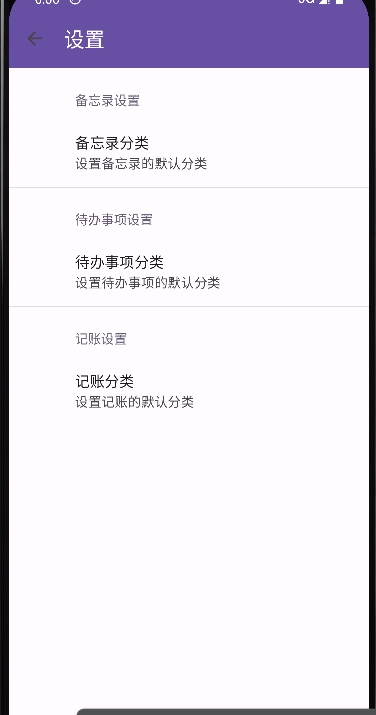 设置
备忘录设置
备忘录分类
设置备忘录的默认分类
待办事项设置
待办事项分类
设置待办事项的默认分类
记账设置
记账分类
设置记账的默认分类